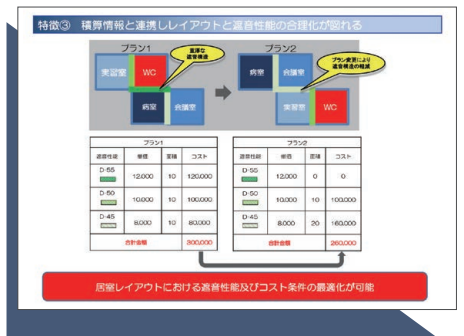 特徴③ 積算情報と連携しレイアウトと遮音性能の合理化が図れる
プラン1
プラン2
実習室
WC
重厚な
遮音構造
病室
会議室
病室
会議室
プラン変更により
遮音構造の軽減
実習室
WC
プラン1
遮音性能 単価 面積 コスト
D-55 12,000 10 120,000
D-50 10,000 10 100,000
D-45 8,000 10 80,000
合計金額 300,000
プラン2
遮音性能 単価 面積 コスト
D-55 12,000 0 0
D-50 10,000 10 100,000
D-45 8,000 20 160,000
合計金額 260,000
居室レイアウトにおける遮音性能及びコスト条件の最適化が可能